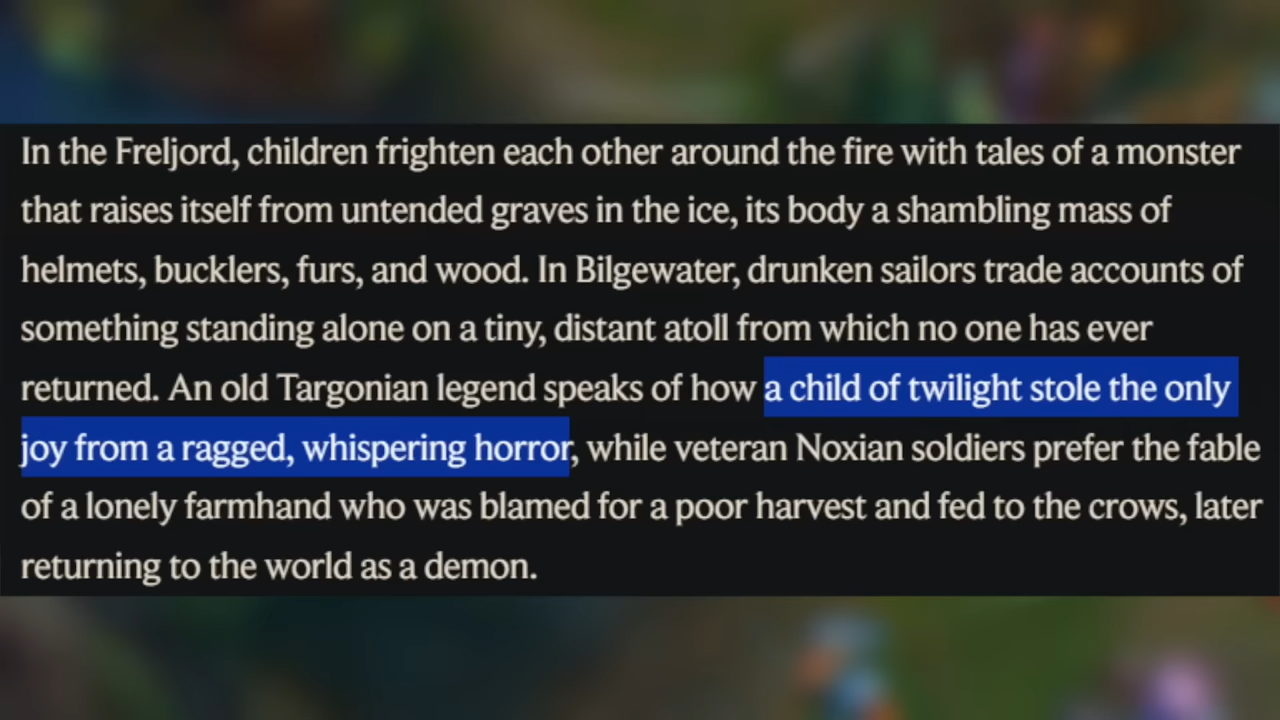 In the Freljord, children frighten each other around the fire with tales of a monster
that raises itself from untended graves in the ice, its body a shambling mass of
helmets, bucklers, furs, and wood. In Bilgewater, drunken sailors trade accounts of
something standing alone on a tiny, distant atoll from which no one has ever
returned. An old Targonian legend speaks of how a child of twilight stole the only
joy from a ragged, whispering horror, while veteran Noxian soldiers prefer the fable
of a lonely farmhand who was blamed for a poor harvest and fed to the crows, later
returning to the world as a demon.